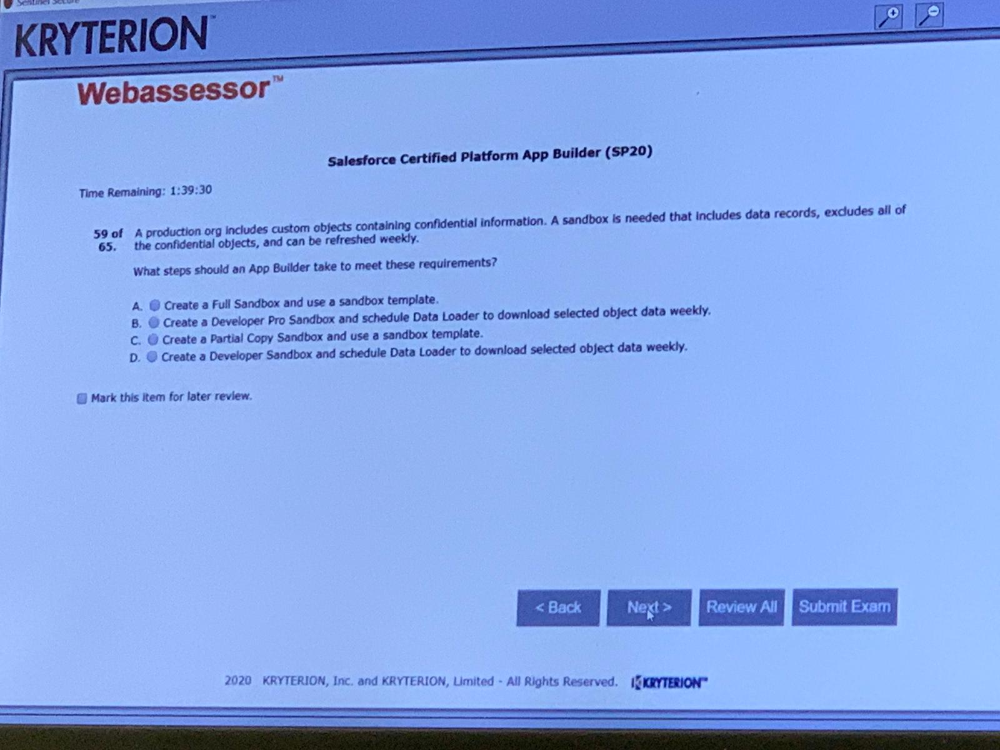 Sentinel Secure
KRYTERION™
Webassessor™
Salesforce Certified Platform App Builder (SP20)
Time Remaining: 1:39:30
59 of A production org includes custom objects containing confidential information. A sandbox is needed that includes data records, excludes all of
65. the confidential objects, and can be refreshed weekly.
What steps should an App Builder take to meet these requirements?
A. Create a Full Sandbox and use a sandbox template.
B. Create a Developer Pro Sandbox and schedule Data Loader to download selected object data weekly.
C. Create a Partial Copy Sandbox and use a sandbox template.
D. Create a Developer Sandbox and schedule Data Loader to download selected object data weekly.
Mark this item for later review.
< Back Next > Review All Submit Exam
2020 KRYTERION, Inc. and KRYTERION, Limited - All Rights Reserved. KRYTERION™